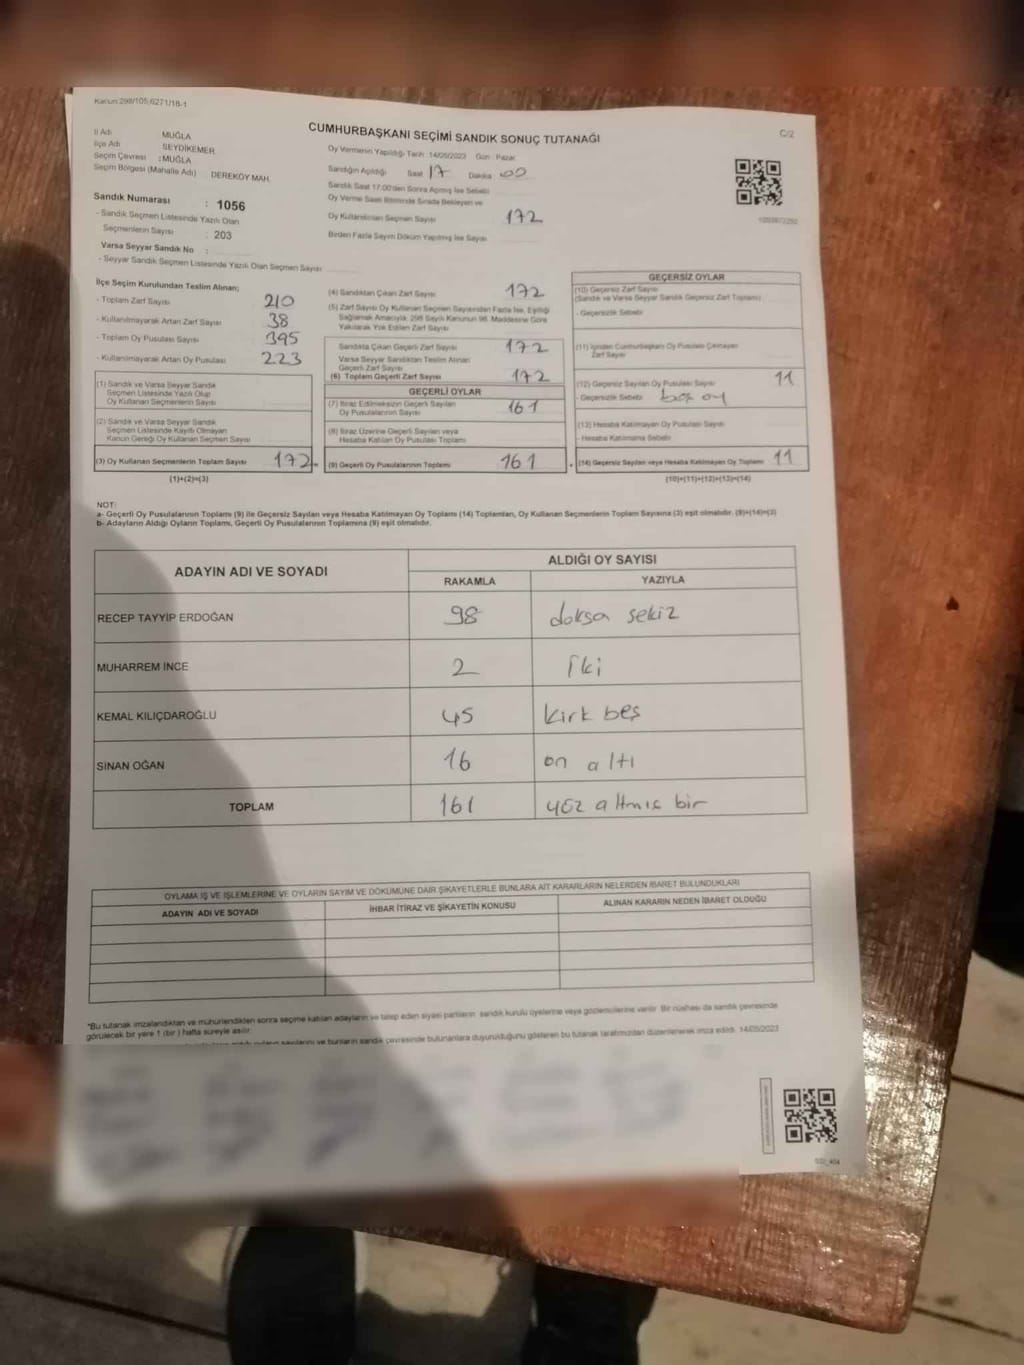 Kanun:298/105,6271/18-1
CUMHURBAŞKANI SEÇİMİ SANDIK SONUÇ TUTANAĞI
C/2
İl Adı MUĞLA
İlçe Adı SEYDİKEMER
Seçim Çevresi : MUĞLA
Seçim Bölgesi (Mahalle Adı) : DEREKÖY MAH.
Sandık Numarası : 1056
- Sandık Seçmen Listesinde Yazılı Olan
Seçmenlerin Sayısı : 203
Varsa Seyyar Sandık No :
- Seyyar Sandık Seçmen Listesinde Yazılı Olan Seçmen Sayısı
Oy Vermenin Yapıldığı Tarih : 14/05/2023 Gün : Pazar
Sandığın Açıldığı Saat 17 Dakika 00
Sandık Saat 17.00'den Sonra Açılmış İse Sebebi
Oy Verme Saati Bitiminde Sırada Bekleyen ve
Oy Kullandırılan Seçmen Sayısı 172
Birden Fazla Sayım Döküm Yapılmış İse Sayısı
İlçe Seçim Kurulundan Teslim Alınan;
- Toplam Zarf Sayısı 210
- Kullanılmayarak Artan Zarf Sayısı 38
- Toplam Oy Pusulası Sayısı 395
- Kullanılmayarak Artan Oy Pusulası 223
(1) Sandık ve Varsa Seyyar Sandık
Seçmen Listesinde Yazılı Olup
Oy Kullanan Seçmenlerin Sayısı
(2) Sandık ve Varsa Seyyar Sandık
Seçmen Listesinde Kayıtlı Olmayan
Kanun Gereği Oy Kullanan Seçmen Sayısı
(3) Oy Kullanan Seçmenlerin Toplam Sayısı 172
(1)+(2)=(3)
(4) Sandıktan Çıkan Zarf Sayısı 172
(5) Zarf Sayısı Oy Kullanan Seçmen Sayısından Fazla İse, Eşitliği
Sağlamak Amacıyla; 298 Sayılı Kanunun 98. Maddesine Göre
Yakılarak Yok Edilen Zarf Sayısı
Sandıkta Çıkan Geçerli Zarf Sayısı 172
Varsa Seyyar Sandıktan Teslim Alınan
Geçerli Zarf Sayısı
(6) Toplam Geçerli Zarf Sayısı 172
GEÇERLİ OYLAR
(7) İtiraz Edilmeksizin Geçerli Sayılan
Oy Pusulalarının Sayısı 161
(8) İtiraz Üzerine Geçerli Sayılan veya
Hesaba Katılan Oy Pusulaları Toplamı
(9) Geçerli Oy Pusulalarının Toplamı 161
GEÇERSİZ OYLAR
(10) Geçersiz Zarf Sayısı
(Sandık ve Varsa Seyyar Sandık Geçersiz Zarf Toplamı)
- Geçersizlik Sebebi
(11) İçinden Cumhurbaşkanı Oy Pusulası Çıkmayan
Zarf Sayısı
(12) Geçersiz Sayılan Oy Pusulası Sayısı 11
- Geçersizlik Sebebi boş oy
(13) Hesaba Katılmayan Oy Pusulası Sayısı
- Hesaba Katılmama Sebebi
(14) Geçersiz Sayılan veya Hesaba Katılmayan Oy Toplamı 11
(10)+(11)+(12)+(13)=(14)
NOT:
a- Geçerli Oy Pusulalarının Toplamı (9) ile Geçersiz Sayılan veya Hesaba Katılmayan Oy Toplamı (14) Toplamları, Oy Kullanan Seçmenlerin Toplam Sayısına (3) eşit olmalıdır. (9)+(14)=(3)
b- Adayların Aldığı Oyların Toplamı, Geçerli Oy Pusulalarının Toplamına (9) eşit olmalıdır.
ADAYIN ADI VE SOYADI ALDIĞI OY SAYISI
RAKAMLA YAZIYLA
RECEP TAYYİP ERDOĞAN 98 doksa sekiz
MUHARREM İNCE 2 İki
KEMAL KILIÇDAROĞLU 45 kırk beş
SİNAN OĞAN 16 on altı
TOPLAM 161 yüz altmıs bir
OYLAMA İŞ VE İŞLEMLERİNE VE OYLARIN SAYIM VE DÖKÜMÜNE DAİR ŞİKAYETLERLE BUNLARA AİT KARARLARIN NELERDEN İBARET BULUNDUKLARI
ADAYIN ADI VE SOYADI İHBAR İTİRAZ VE ŞİKAYETİN KONUSU ALINAN KARARIN NEDEN İBARET OLDUĞU
*Bu tutanak imzalandıktan ve mühürlendikten sonra seçime katılan adayların ve talep eden siyasi partilerin sandık kurulu üyelerine veya gözlemcilerine verilir. Bir nüshası da sandık çevresinde
görülecek bir yere 1 (bir) hafta süreyle asılır.
bulunanlara duyurulduğunu gösteren bu tutanak tarafımızdan düzenlenerek imza edildi. 14/05/2023